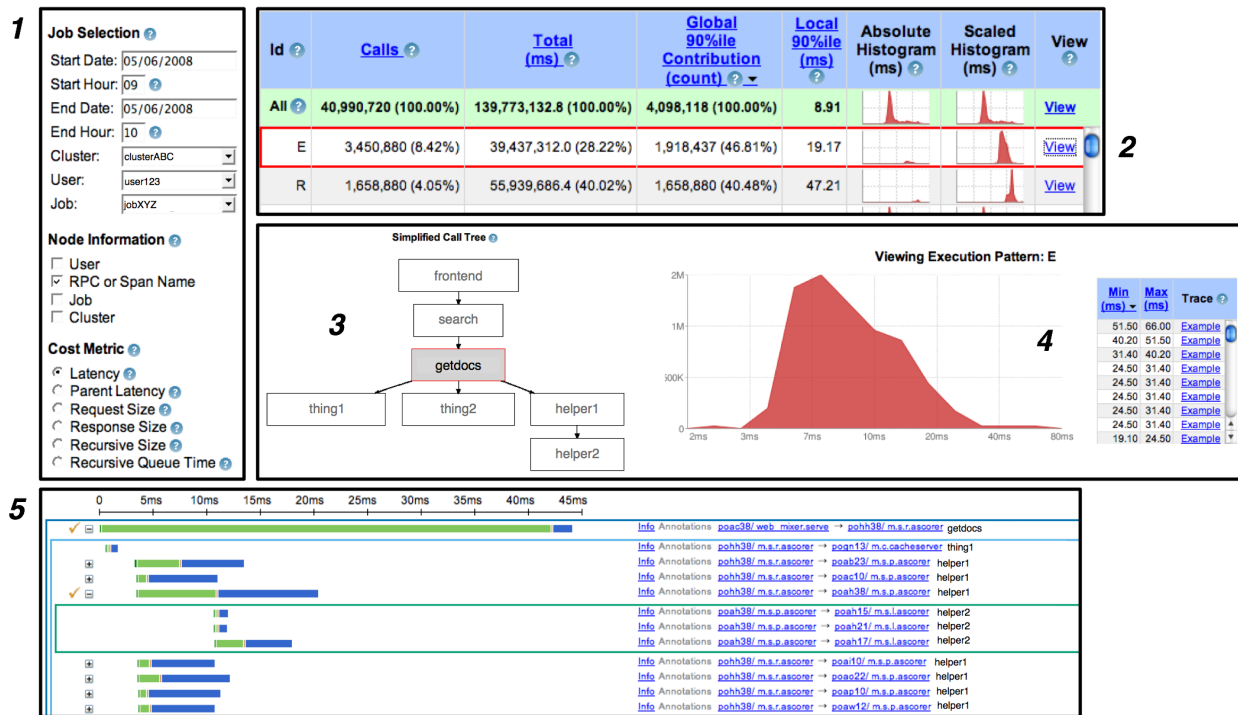 1
Job Selection ?
Start Date: 05/06/2008
Start Hour: 09 ?
End Date: 05/06/2008
End Hour: 10 ?
Cluster: clusterABC
User: user123
Job: jobXYZ
Node Information ?
User
RPC or Span Name
Job
Cluster
Cost Metric ?
Latency ?
Parent Latency ?
Request Size ?
Response Size ?
Recursive Size ?
Recursive Queue Time ?
2
Id ? Calls ? Total (ms) ? Global 90%ile Contribution (count) ? Local 90%ile (ms) ? Absolute Histogram (ms) ? Scaled Histogram (ms) ? View ?
All ? 40,990,720 (100.00%) 139,773,132.8 (100.00%) 4,098,118 (100.00%) 8.91 View
E 3,450,880 (8.42%) 39,437,312.0 (28.22%) 1,918,437 (46.81%) 19.17 View
R 1,658,880 (4.05%) 55,939,686.4 (40.02%) 1,658,880 (40.48%) 47.21 View
3
Simplified Call Tree ?
frontend
search
getdocs
thing1 thing2 helper1
helper2
4
Viewing Execution Pattern: E
2M
1M
500K
0
2ms 3ms 7ms 10ms 20ms 40ms 80ms
Min (ms) Max (ms) Trace ?
51.50 66.00 Example
40.20 51.50 Example
31.40 40.20 Example
24.50 31.40 Example
24.50 31.40 Example
24.50 31.40 Example
24.50 31.40 Example
24.50 31.40 Example
19.10 24.50 Example
5
0 5ms 10ms 15ms 20ms 25ms 30ms 35ms 40ms 45ms
Info Annotations poac38/ web_mixer.serve → pohh38/ m.s.r.ascorer getdocs
Info Annotations pohh38/ m.s.r.ascorer → pogn13/ m.c.cacheserver thing1
Info Annotations pohh38/ m.s.r.ascorer → poab23/ m.s.p.ascorer helper1
Info Annotations pohh38/ m.s.r.ascorer → poac10/ m.s.p.ascorer helper1
Info Annotations pohh38/ m.s.r.ascorer → poah38/ m.s.p.ascorer helper1
Info Annotations poah38/ m.s.p.ascorer → poah15/ m.s.l.ascorer helper2
Info Annotations poah38/ m.s.p.ascorer → poah21/ m.s.l.ascorer helper2
Info Annotations poah38/ m.s.p.ascorer → poah17/ m.s.l.ascorer helper2
Info Annotations pohh38/ m.s.r.ascorer → poai10/ m.s.p.ascorer helper1
Info Annotations pohh38/ m.s.r.ascorer → poao22/ m.s.p.ascorer helper1
Info Annotations pohh38/ m.s.r.ascorer → poap10/ m.s.p.ascorer helper1
Info Annotations pohh38/ m.s.r.ascorer → poaw12/ m.s.p.ascorer helper1